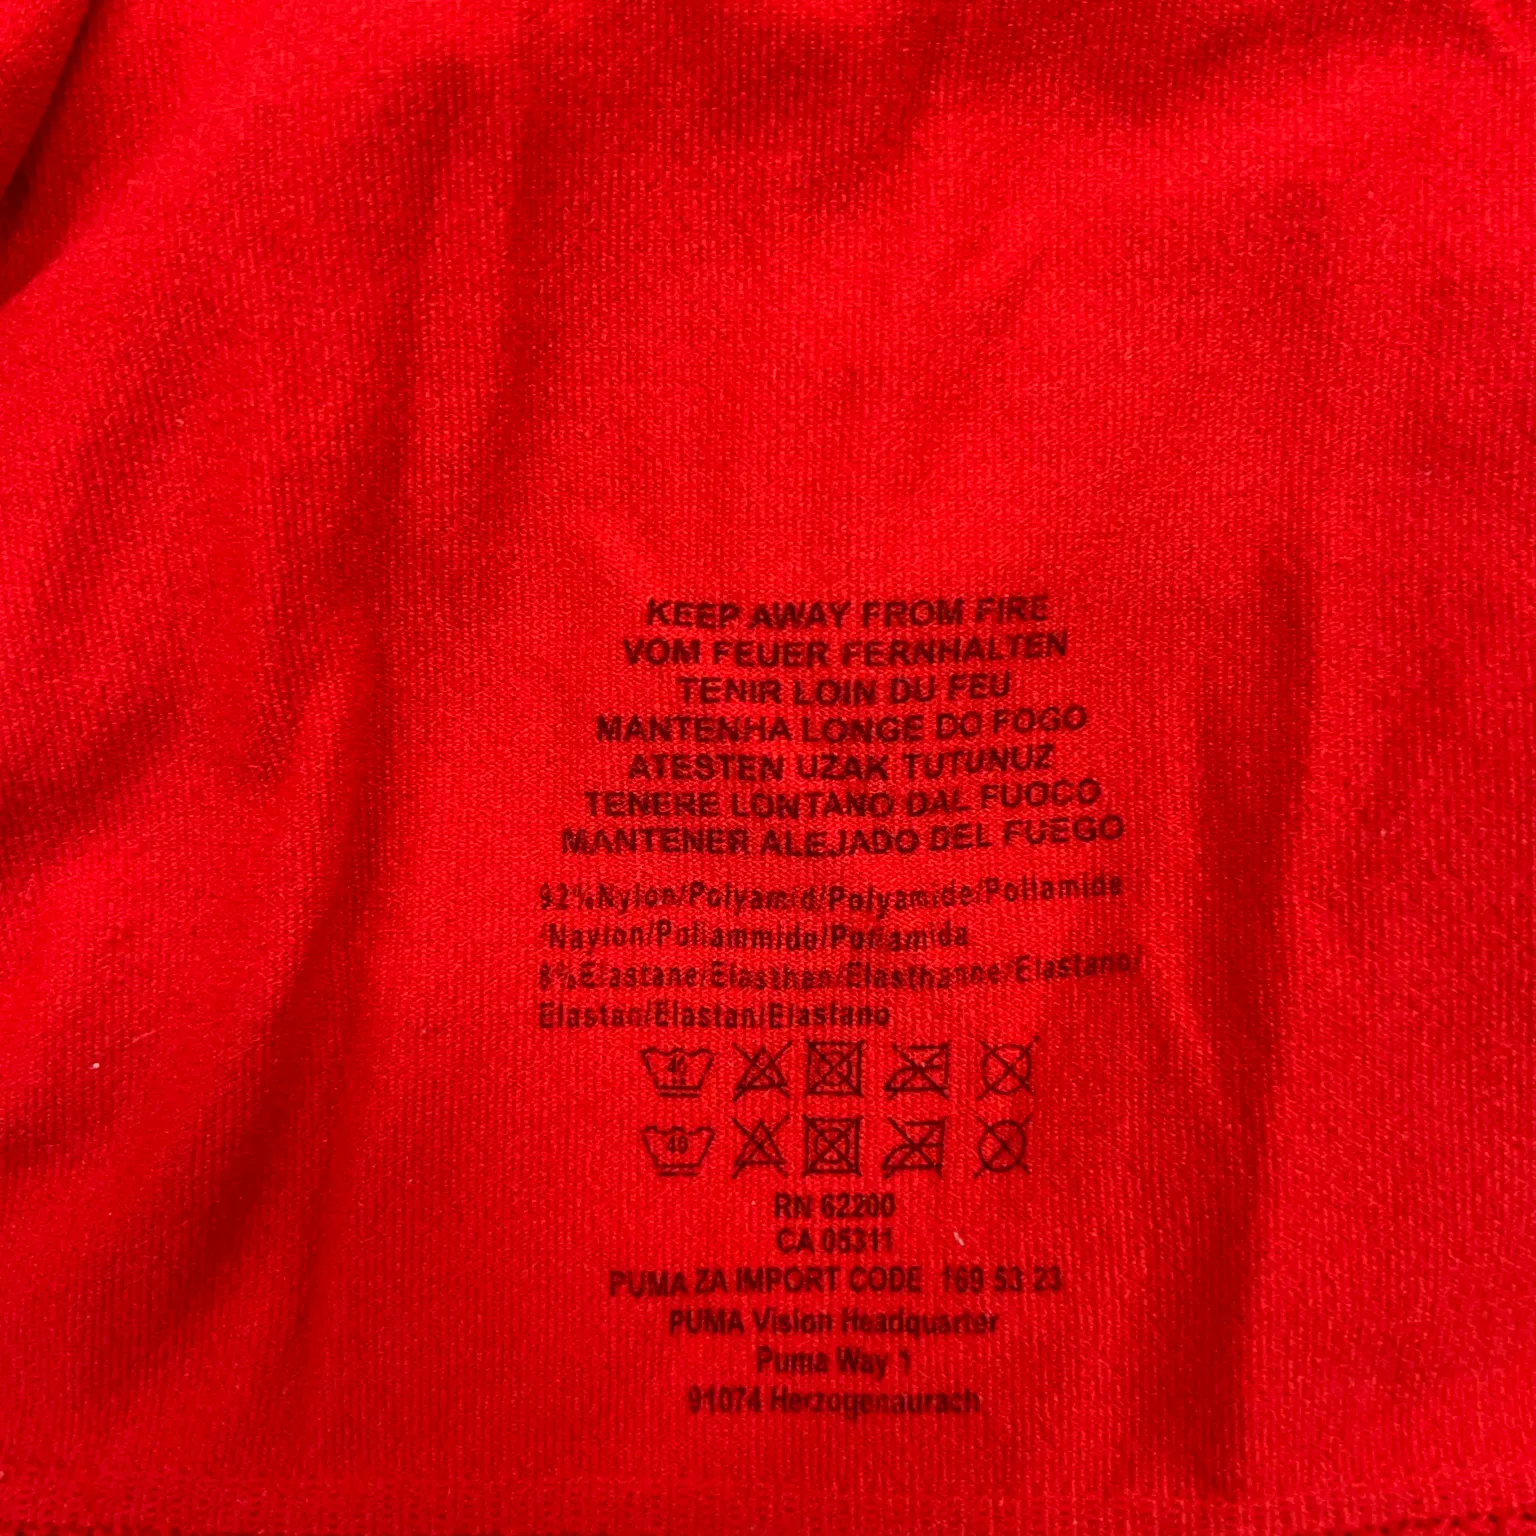 KEEP AWAY FROM FIRE
VOM FEUER FERNHALTEN
TENIR LOIN DU FEU
MANTENHA LONGE DO FOGO
ATESTEN UZAK TUTUNUZ
TENERE LONTANO DAL FUOCO
MANTENER ALEJADO DEL FUEGO
92%Nylon/Polyamid/Polyamide/Poliamide
/Naylon/Poliammide/Poliamida
8%Elastane/Elasthan/Elasthanne/Elastano/
Elastan/Elastan/Elastano
40
40
RN 62200
CA 05311
PUMA ZA IMPORT CODE 169 53 23
PUMA Vision Headquarter
Puma Way 1
91074 Herzogenaurach